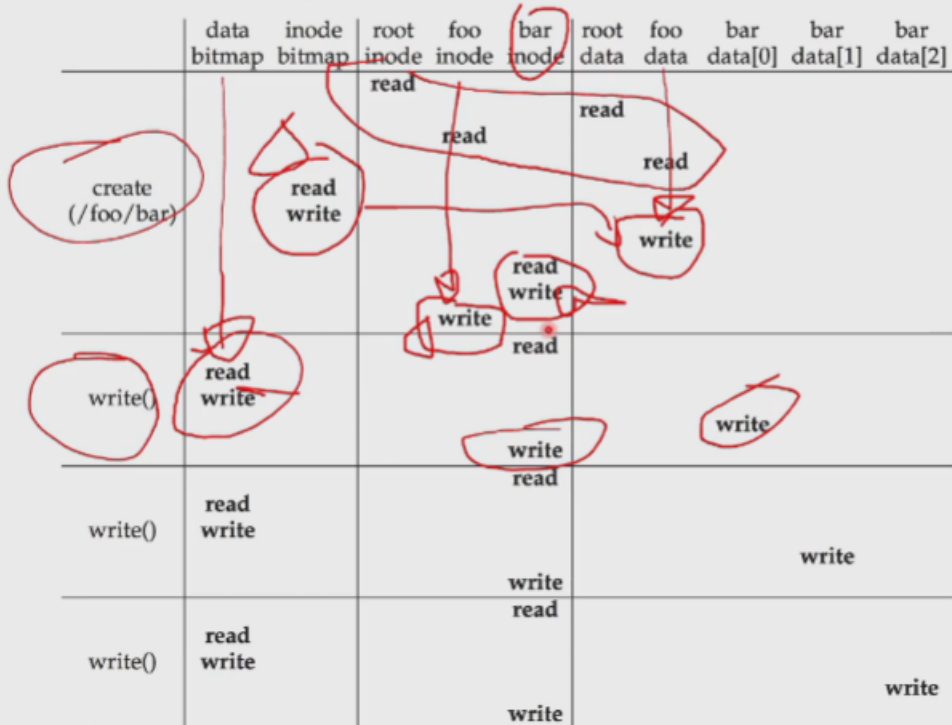 data inode root foo bar root foo bar bar bar
bitmap bitmap inode inode inode data data data[0] data[1] data[2]
read
read
read
read
create read
(/foo/bar) write
write
read
write
write
read
read
write() write
write
write
read
read
write() write
write
write
read
read
write() write
write
write